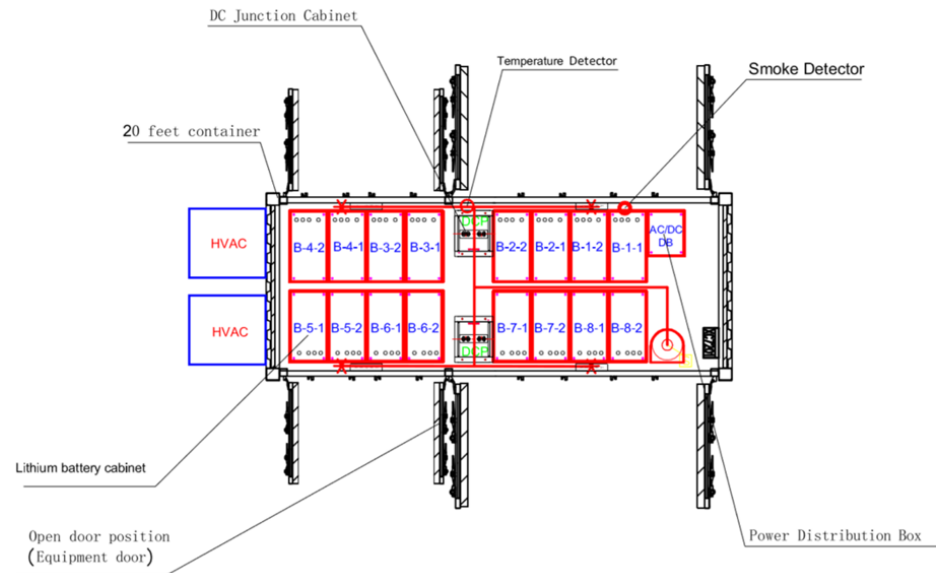 DC Junction Cabinet
Temperature Detector
Smoke Detector
20 feet container
DCP
HVAC
B-4-2 B-4-1 B-3-2 B-3-1
B-2-2 B-2-1 B-1-2 B-1-1
AC/DC
DB
HVAC
B-5-1 B-5-2 B-6-1 B-6-2
B-7-1 B-7-2 B-8-1 B-8-2
DCP
Lithium battery cabinet
Open door position
(Equipment door)
Power Distribution Box